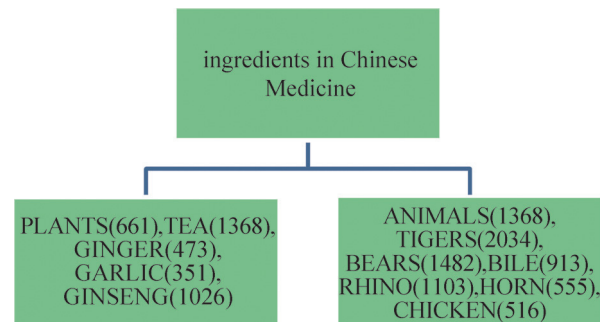 ingredients in Chinese
Medicine
PLANTS(661),TEA(1368),
GINGER(473),
GARLIC(351),
GINSENG(1026)
ANIMALS(1368),
TIGERS(2034),
BEARS(1482),BILE(913),
RHINO(1103),HORN(555),
CHICKEN(516)